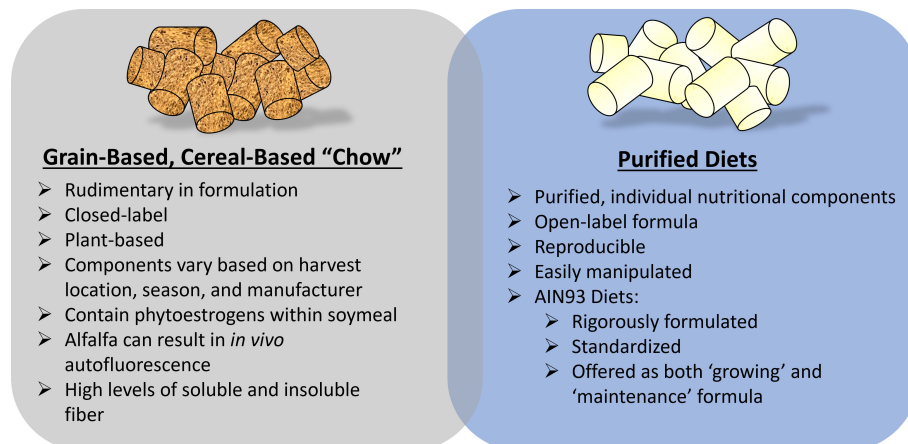 Grain-Based, Cereal-Based “Chow”
➢ Rudimentary in formulation
➢ Closed-label
➢ Plant-based
➢ Components vary based on harvest
location, season, and manufacturer
➢ Contain phytoestrogens within soymeal
➢ Alfalfa can result in in vivo
autofluorescence
➢ High levels of soluble and insoluble
fiber
Purified Diets
➢ Purified, individual nutritional components
➢ Open-label formula
➢ Reproducible
➢ Easily manipulated
➢ AIN93 Diets:
➢ Rigorously formulated
➢ Standardized
➢ Offered as both ‘growing’ and
‘maintenance’ formula